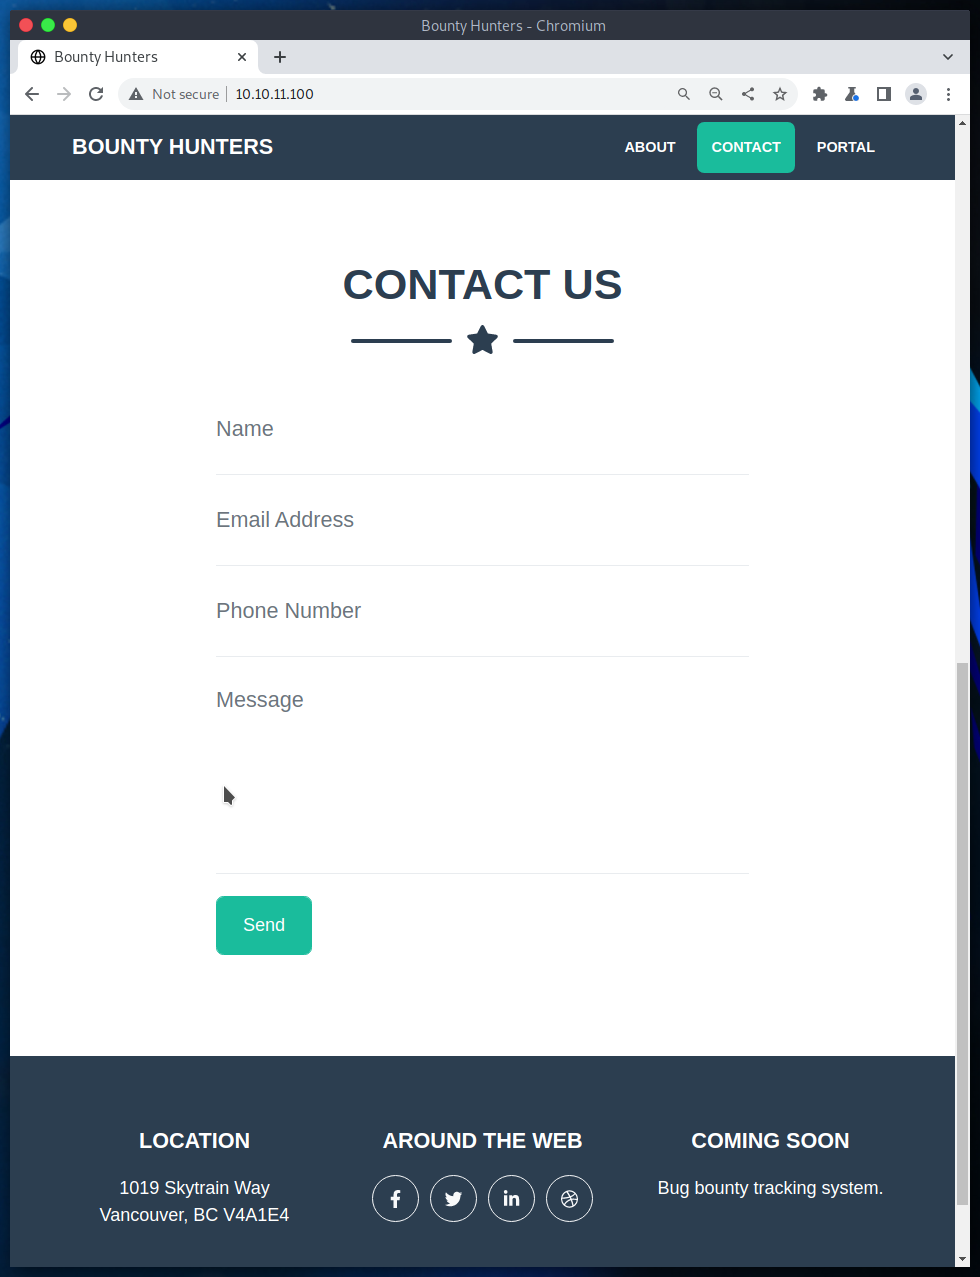 Bounty Hunters - Chromium
Bounty Hunters
Not secure | 10.10.11.100
BOUNTY HUNTERS ABOUT CONTACT PORTAL
CONTACT US
Name
Email Address
Phone Number
Message
Send
LOCATION
1019 Skytrain Way
Vancouver, BC V4A1E4
AROUND THE WEB
COMING SOON
Bug bounty tracking system.